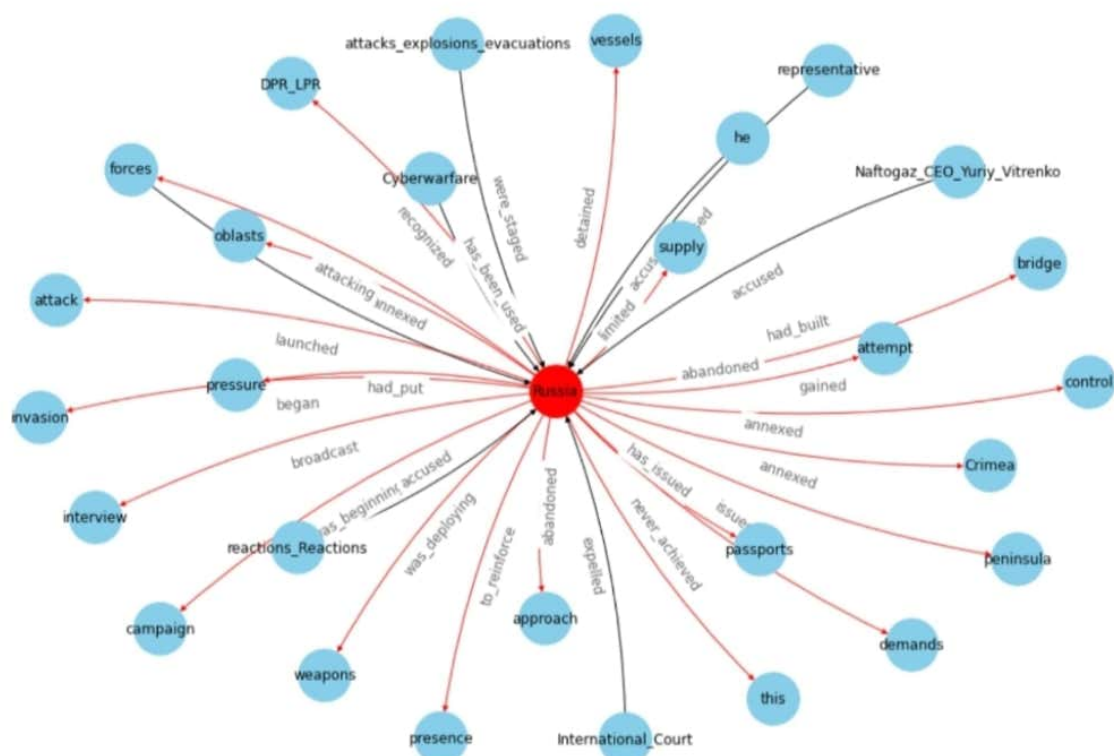 attacks_explosions_evacuations
vessels
representative
DPR_LPR
he
forces
Cyberwarfare
Naftogaz_CEO_Yuriy_Vitrenko
were_staged
detained
recognized
oblasts
supply
accused
bridge
has_been_used
attacking
annexed
limited
had_built
attack
launched
attempt
abandoned
pressure
had_put
Russia
gained
control
invasion
began
annexed
broadcast
accused
has_issued
annexed
Crimea
interview
was_deploying
abandoned
reactions_Reactions
passports
never_achieved
peninsula
to_reinforce
expelled
campaign
approach
demands
weapons
this
presence
International_Court